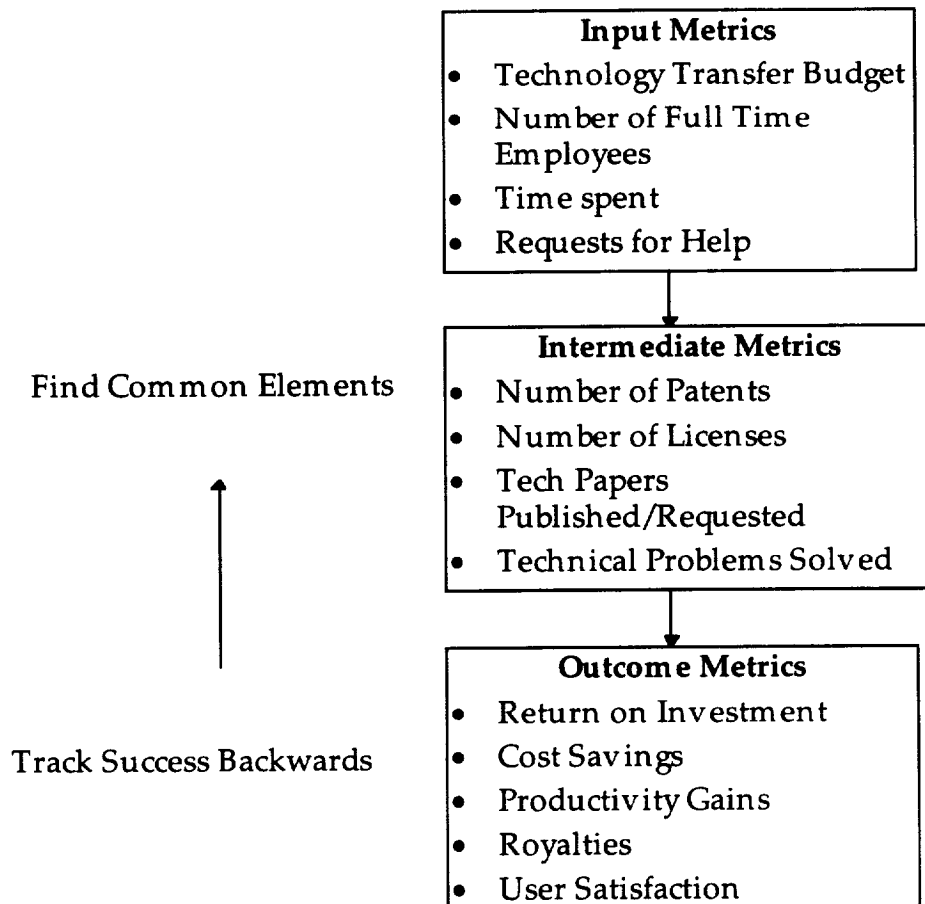 Input Metrics
• Technology Transfer Budget
• Number of Full Time
Employees
• Time spent
• Requests for Help
Intermediate Metrics
• Number of Patents
• Number of Licenses
• Tech Papers
Published/Requested
• Technical Problems Solved
Find Common Elements
Outcome Metrics
• Return on Investment
• Cost Savings
• Productivity Gains
• Royalties
• User Satisfaction
Track Success Backwards